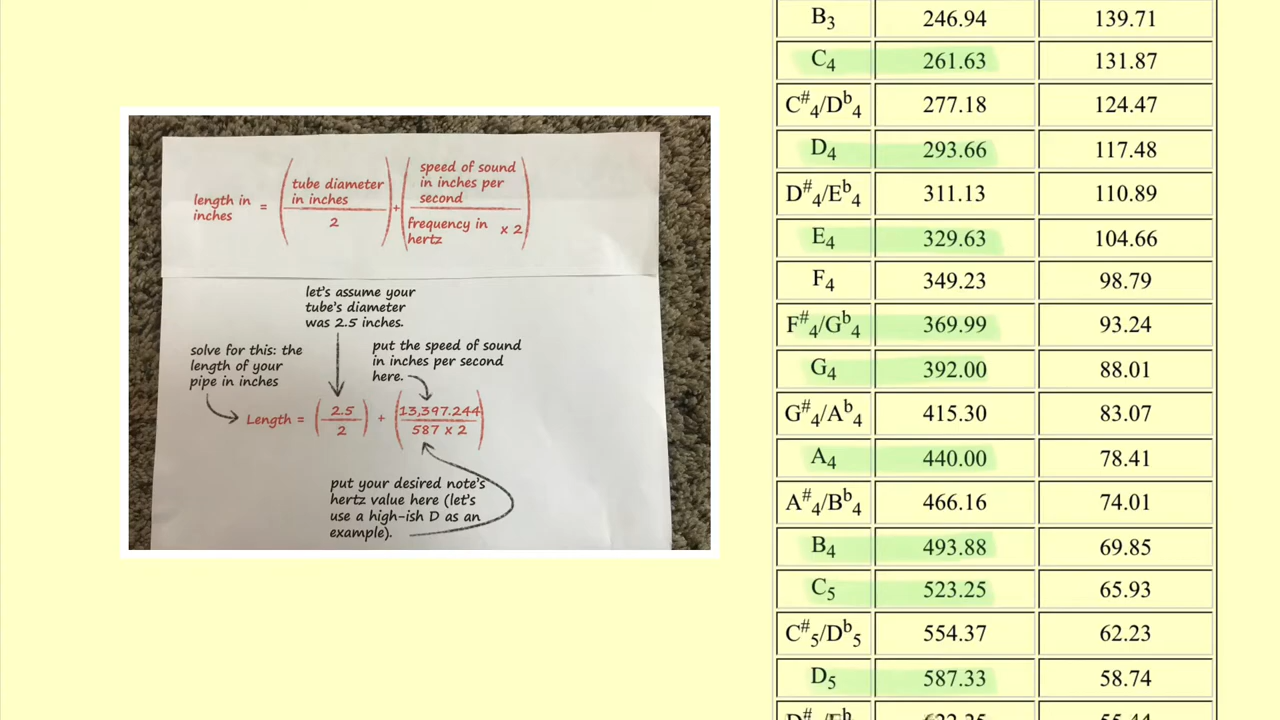 length in
inches
=
tube diameter
in inches
2
+
speed of sound
in inches per
second
frequency in
hertz
x 2
let's assume your
tube's diameter
was 2.5 inches.
solve for this: the
length of your
pipe in inches
put the speed of sound
in inches per second
here.
Length = ( 2.5 / 2 ) + ( 13,397.244 / 587 x 2 )
put your desired note's
hertz value here (let's
use a high-ish D as an
example).
B3 246.94 139.71
C4 261.63 131.87
C#4/Db4 277.18 124.47
D4 293.66 117.48
D#4/Eb4 311.13 110.89
E4 329.63 104.66
F4 349.23 98.79
F#4/Gb4 369.99 93.24
G4 392.00 88.01
G#4/Ab4 415.30 83.07
A4 440.00 78.41
A#4/Bb4 466.16 74.01
B4 493.88 69.85
C5 523.25 65.93
C#5/Db5 554.37 62.23
D5 587.33 58.74